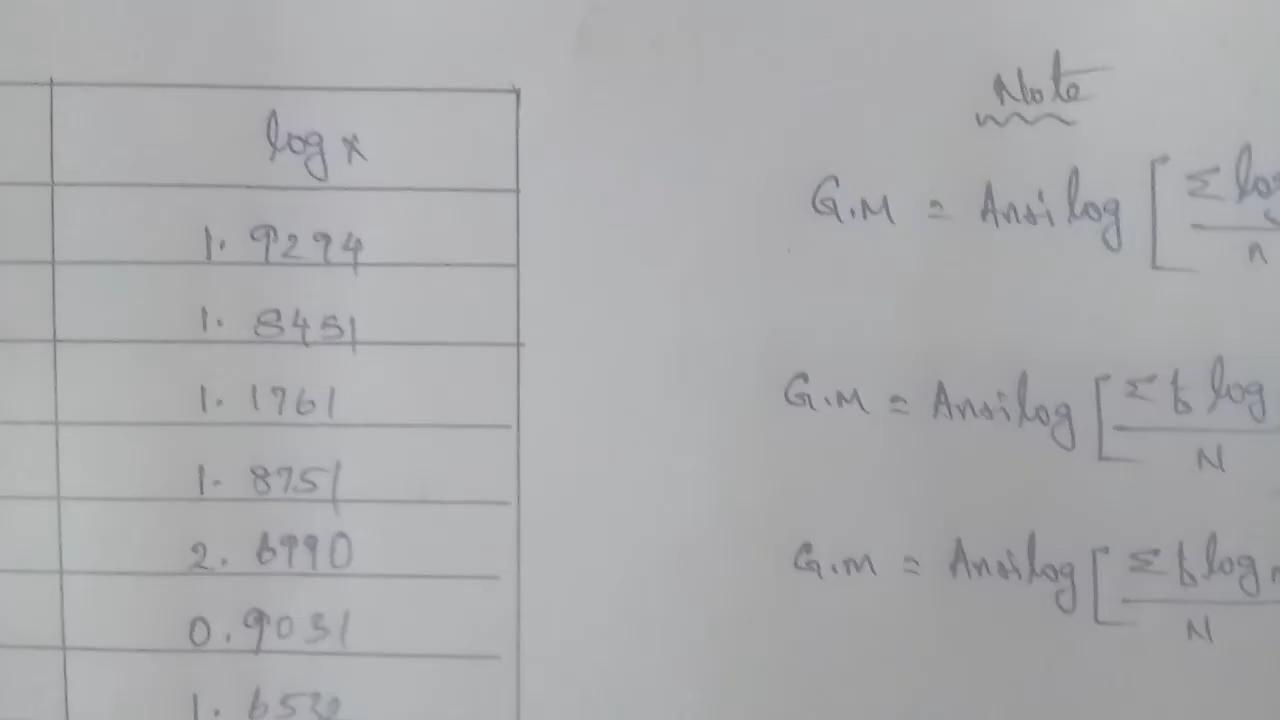 log x
1. 9294
1. 8451
1. 1761
1. 8751
2. 6990
0. 9031
Note
G.M = Antilog [ Σ log
n
G.M = Antilog [ Σ f log
N
G.M = Antilog [ Σ f log
N